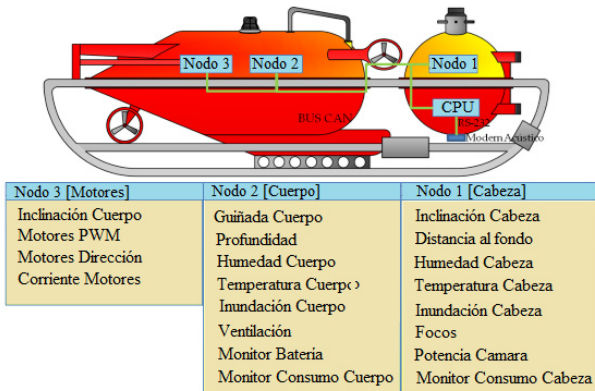 Nodo 3
Nodo 2
Nodo 1
CPU
BUS CAN
RS-232
Modem Acústico
Nodo 3 [Motores]
Inclinación Cuerpo
Motores PWM
Motores Dirección
Corriente Motores
Nodo 2 [Cuerpo]
Guiñada Cuerpo
Profundidad
Humedad Cuerpo
Temperatura Cuerpo
Inundación Cuerpo
Ventilación
Monitor Bateria
Monitor Consumo Cuerpo
Nodo 1 [Cabeza]
Inclinación Cabeza
Distancia al fondo
Humedad Cabeza
Temperatura Cabeza
Inundación Cabeza
Focos
Potencia Camara
Monitor Consumo Cabeza